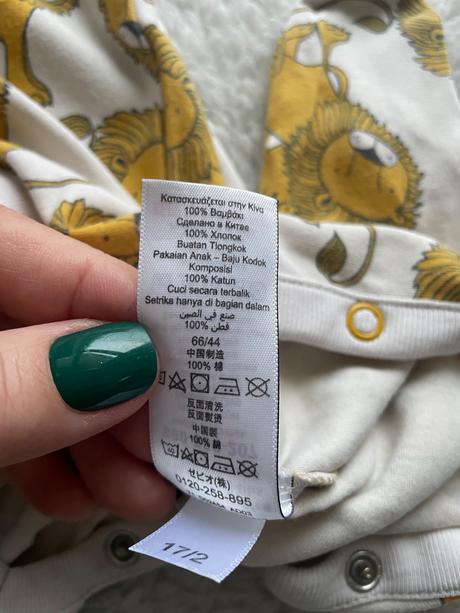 Κατασκευάζεται στην Κίνα
100% Βαμβάκι
Сделано в Китае
100% Хлопок
Buatan Tiongkok
Pakaian Anak – Baju Kodok
Komposisi
100% Katun
Cuci secara terbalik
Setrika hanya di bagian dalam
صنع في الصين
100% قطن
66/44
中国制造
100% 棉
反面清洗
反面熨烫
中國製
100% 綿
ゼビオ(株)
0120-258-895
17/2